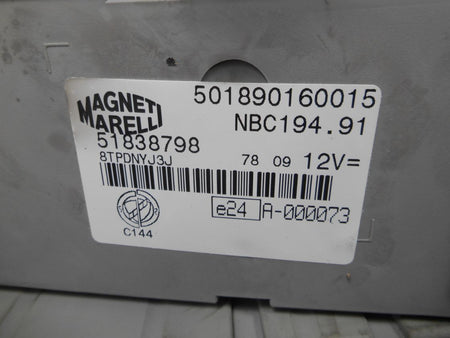 MAGNETI
MARELLI
501890160015
NBC194.91
51838798
8TPDNYJ3J
78 09 12V=
e24 A-000073
C144